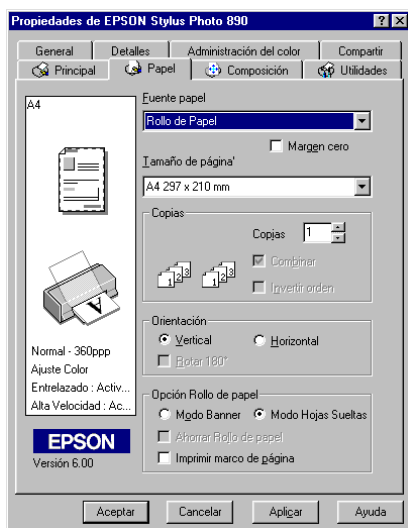 Propiedades de EPSON Stylus Photo 890
General Detalles Administración del color Compartir
Principal Papel Composición Utilidades
A4
Fuente papel
Rollo de Papel
Margen cero
Tamaño de página'
A4 297 x 210 mm
Copias
Copjas 1
Combinar
Invertir orden
Orientación
Vertical Horizontal
Rotar 180°
Normal - 360ppp
Ajuste Color
Entrelazado : Activ...
Alta Velocidad : Ac...
Opción Rollo de papel
Modo Banner Modo Hojas Sueltas
Ahorrar Rollo de papel
Imprimir marco de página
EPSON
Versión 6.00
Aceptar Cancelar Aplicar Ayuda